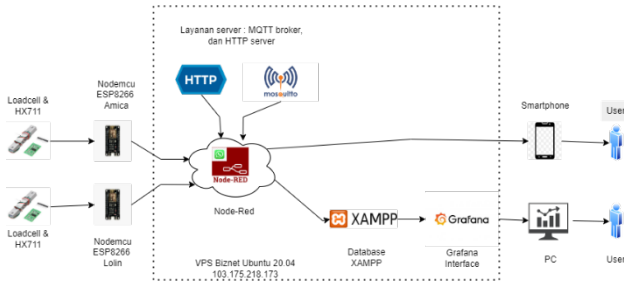 Layanan server : MQTT broker,
dan HTTP server
HTTP
mosquitto
Loadcell &
HX711
Nodemcu
ESP8266
Amica
Node-RED
Node-Red
Smartphone
User
Loadcell &
HX711
Nodemcu
ESP8266
Lolin
XAMPP
Database
XAMPP
Grafana
Grafana
Interface
PC
User
VPS Biznet Ubuntu 20.04
103.175.218.173